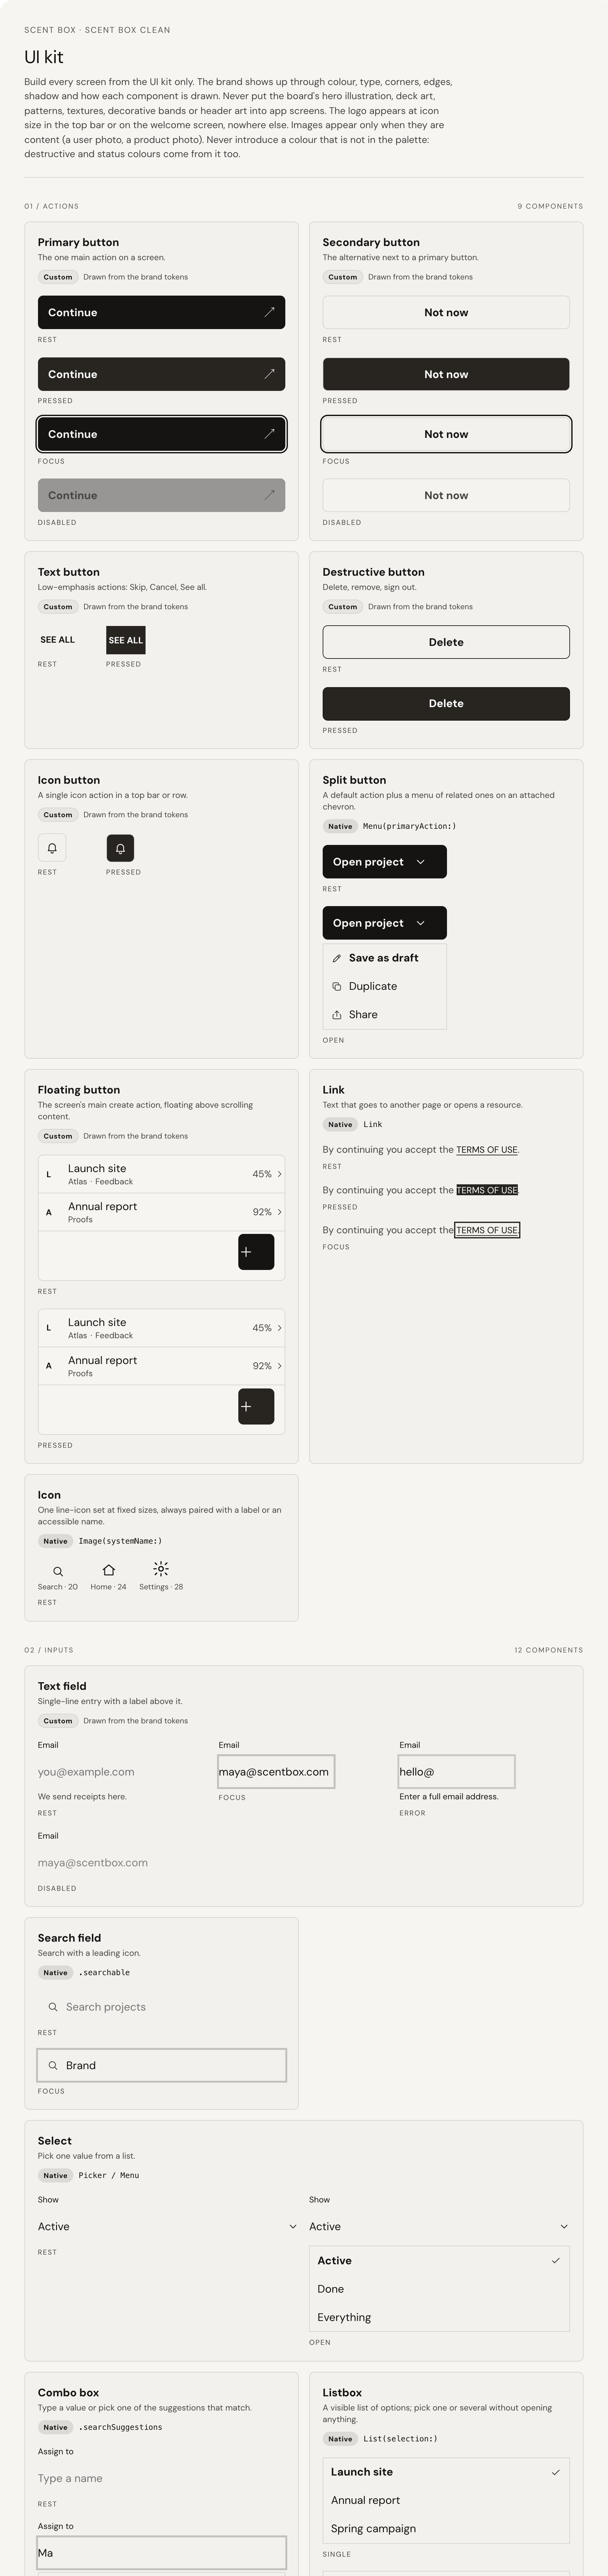 SCENT BOX · SCENT BOX CLEAN
UI kit
Build every screen from the UI kit only. The brand shows up through colour, type, corners, edges,
shadow and how each component is drawn. Never put the board's hero illustration, deck art,
patterns, textures, decorative bands or header art into app screens. The logo appears at icon
size in the top bar or on the welcome screen, nowhere else. Images appear only when they are
content (a user photo, a product photo). Never introduce a colour that is not in the palette:
destructive and status colours come from it too.
01 / ACTIONS
9 COMPONENTS
Primary button
The one main action on a screen.
Custom Drawn from the brand tokens
Continue
REST
Continue
PRESSED
Continue
FOCUS
Continue
DISABLED
Secondary button
The alternative next to a primary button.
Custom Drawn from the brand tokens
Not now
REST
Not now
PRESSED
Not now
FOCUS
Not now
DISABLED
Text button
Low-emphasis actions: Skip, Cancel, See all.
Custom Drawn from the brand tokens
SEE ALL SEE ALL
REST PRESSED
Destructive button
Delete, remove, sign out.
Custom Drawn from the brand tokens
Delete
REST
Delete
PRESSED
Icon button
A single icon action in a top bar or row.
Custom Drawn from the brand tokens
REST PRESSED
Split button
A default action plus a menu of related ones on an attached
chevron.
Native Menu(primaryAction:)
Open project
REST
Open project
Save as draft
Duplicate
Share
OPEN
Floating button
The screen's main create action, floating above scrolling
content.
Custom Drawn from the brand tokens
L Launch site 45%
Atlas · Feedback
A Annual report 92%
Proofs
REST
L Launch site 45%
Atlas · Feedback
A Annual report 92%
Proofs
PRESSED
Link
Text that goes to another page or opens a resource.
Native Link
By continuing you accept the TERMS OF USE.
REST
By continuing you accept the TERMS OF USE.
PRESSED
By continuing you accept the TERMS OF USE.
FOCUS
Icon
One line-icon set at fixed sizes, always paired with a label or an
accessible name.
Native Image(systemName:)
Search · 20 Home · 24 Settings · 28
REST
02 / INPUTS
12 COMPONENTS
Text field
Single-line entry with a label above it.
Custom Drawn from the brand tokens
Email
you@example.com
We send receipts here.
REST
Email
maya@scentbox.com
FOCUS
Email
hello@
Enter a full email address.
ERROR
Email
maya@scentbox.com
DISABLED
Search field
Search with a leading icon.
Native .searchable
Search projects
REST
Brand
FOCUS
Select
Pick one value from a list.
Native Picker / Menu
Show
Active
REST
Show
Active
Active
Done
Everything
OPEN
Combo box
Type a value or pick one of the suggestions that match.
Native .searchSuggestions
Assign to
Type a name
REST
Assign to
Ma
Listbox
A visible list of options; pick one or several without opening
anything.
Native List(selection:)
Launch site
Annual report
Spring campaign
SINGLE